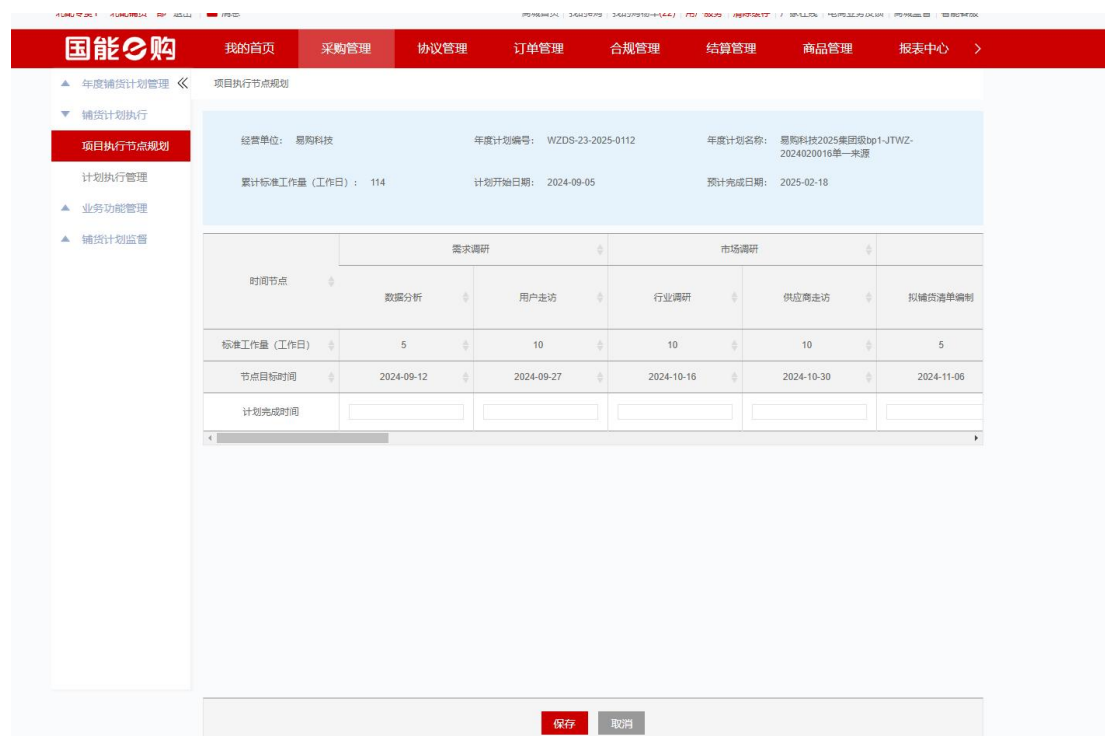 国能e购
我的首页 采购管理 协议管理 订单管理 合规管理 结算管理 商品管理 报表中心
年度辅货计划管理
项目执行节点规划
辅货计划执行
项目执行节点规划
计划执行管理
业务功能管理
辅货计划监督
经营单位： 易购科技 年度计划编号： WZDS-23-2025-0112 年度计划名称： 易购科技2025集团级bp1-JTWZ-
2024020016单一来源
累计标准工作量（工作日）： 114 计划开始日期： 2024-09-05 预计完成日期： 2025-02-18
时间节点 需求调研 市场调研
数据分析 用户走访 行业调研 供应商走访 拟辅货清单编制
标准工作量（工作日） 5 10 10 10 5
节点目标时间 2024-09-12 2024-09-27 2024-10-16 2024-10-30 2024-11-06
计划完成时间
保存 取消